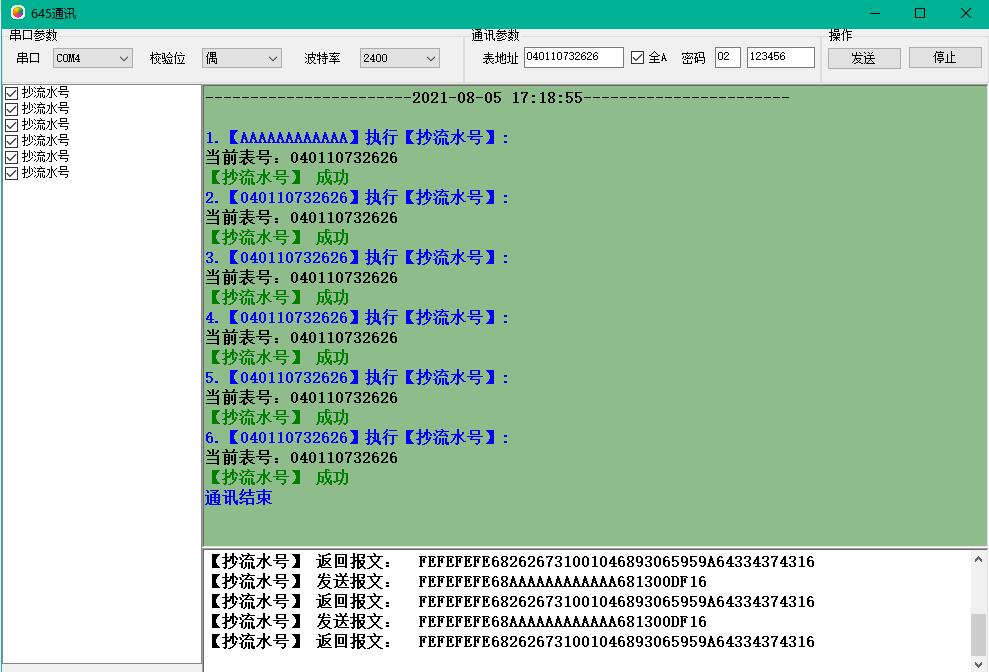 645通讯
串口参数
串口 COM4 校验位 偶 波特率 2400
通讯参数
表地址 040110732626 全A 密码 02 123456
操作
发送 停止
抄流水号
抄流水号
抄流水号
抄流水号
抄流水号
抄流水号
-----------------------2021-08-05 17:18:55-----------------------
1.【AAAAAAAAAAAA】执行【抄流水号】:
当前表号: 040110732626
【抄流水号】 成功
2.【040110732626】执行【抄流水号】:
当前表号: 040110732626
【抄流水号】 成功
3.【040110732626】执行【抄流水号】:
当前表号: 040110732626
【抄流水号】 成功
4.【040110732626】执行【抄流水号】:
当前表号: 040110732626
【抄流水号】 成功
5.【040110732626】执行【抄流水号】:
当前表号: 040110732626
【抄流水号】 成功
6.【040110732626】执行【抄流水号】:
当前表号: 040110732626
【抄流水号】 成功
通讯结束
【抄流水号】 返回报文: FEFEFEFE6826267310010468930659​59A64334374316
【抄流水号】 发送报文: FEFEFEFE68AAAAAAAAAAAA681300DF16
【抄流水号】 返回报文: FEFEFEFE682626731001046893065959A64334374316
【抄流水号】 发送报文: FEFEFEFE68AAAAAAAAAAAA681300DF16
【抄流水号】 返回报文: FEFEFEFE682626731001046893065959A64334374316